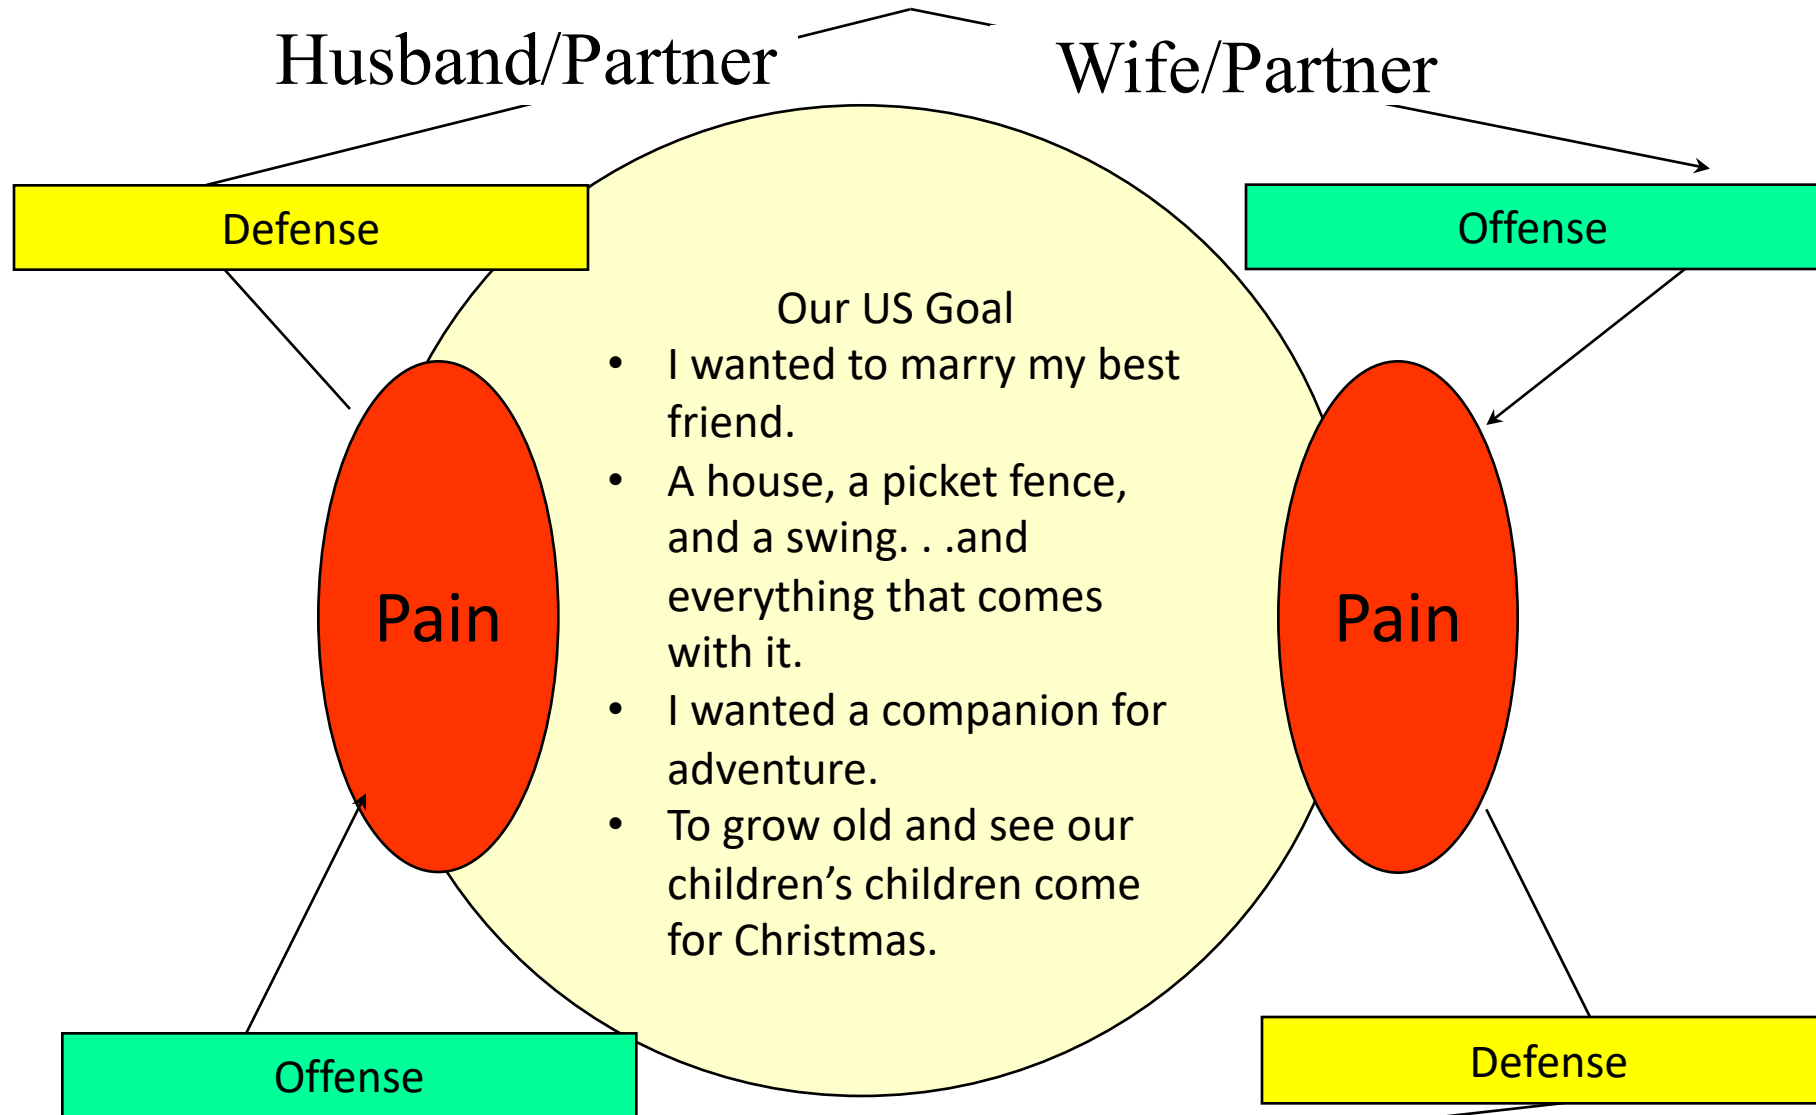 Husband/Partner
Wife/Partner
Defense
Offense
Our US Goal
• I wanted to marry my best
friend.
• A house, a picket fence,
and a swing. . .and
everything that comes
with it.
• I wanted a companion for
adventure.
• To grow old and see our
children’s children come
for Christmas.
Pain
Pain
Offense
Defense